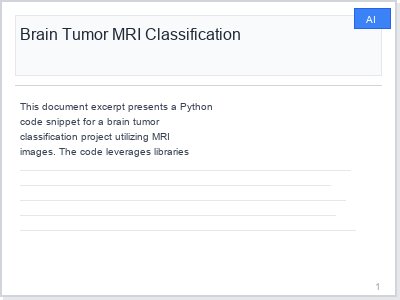 AI
Brain Tumor MRI Classification
This document excerpt presents a Python
code snippet for a brain tumor
classification project utilizing MRI
images. The code leverages libraries
1